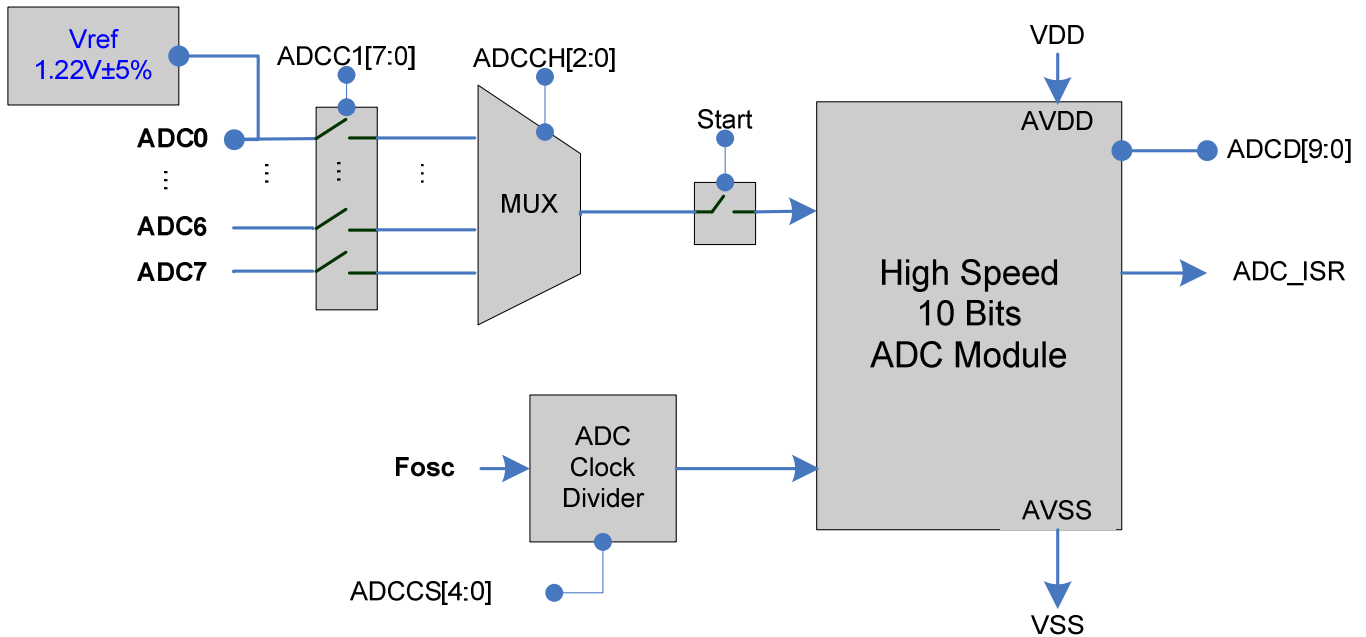 Vref
1.22V±5%
ADCC1[7:0]
ADCCH[2:0]
VDD
Start
AVDD
ADC0
ADCD[9:0]
...
...
...
...
MUX
ADC6
ADC7
High Speed
10 Bits
ADC Module
ADC_ISR
ADC
Clock
Divider
Fosc
AVSS
ADCCS[4:0]
VSS